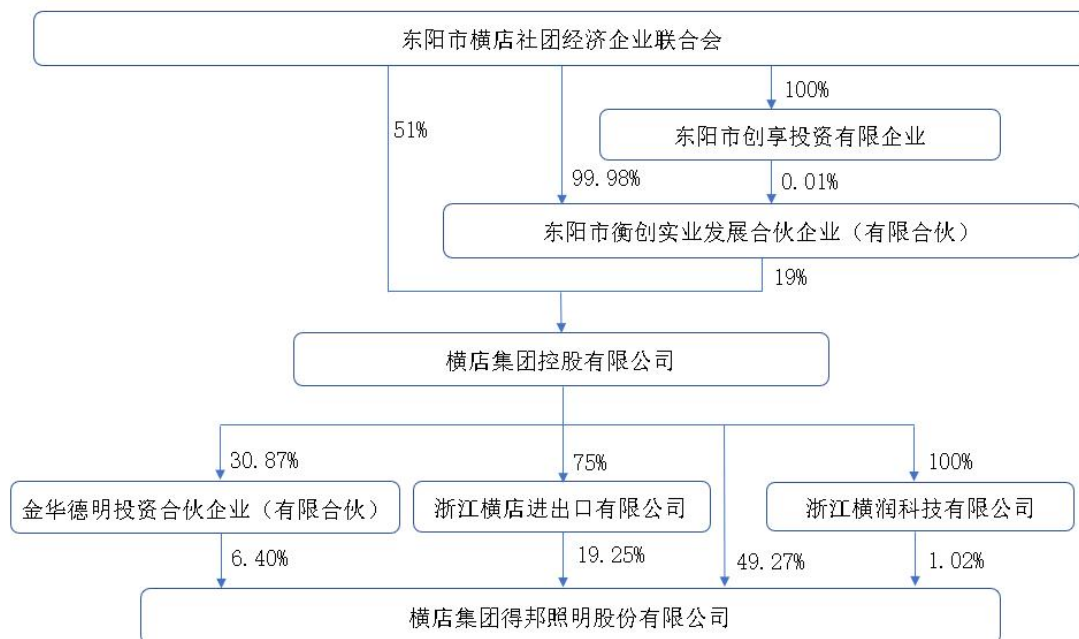 东阳市横店社团经济企业联合会
100%
51%
东阳市创享投资有限企业
99.98%
0.01%
东阳市衡创实业发展合伙企业（有限合伙）
19%
横店集团控股有限公司
30.87%
75%
100%
金华德明投资合伙企业（有限合伙）
浙江横店进出口有限公司
浙江横润科技有限公司
6.40%
19.25%
49.27%
1.02%
横店集团得邦照明股份有限公司